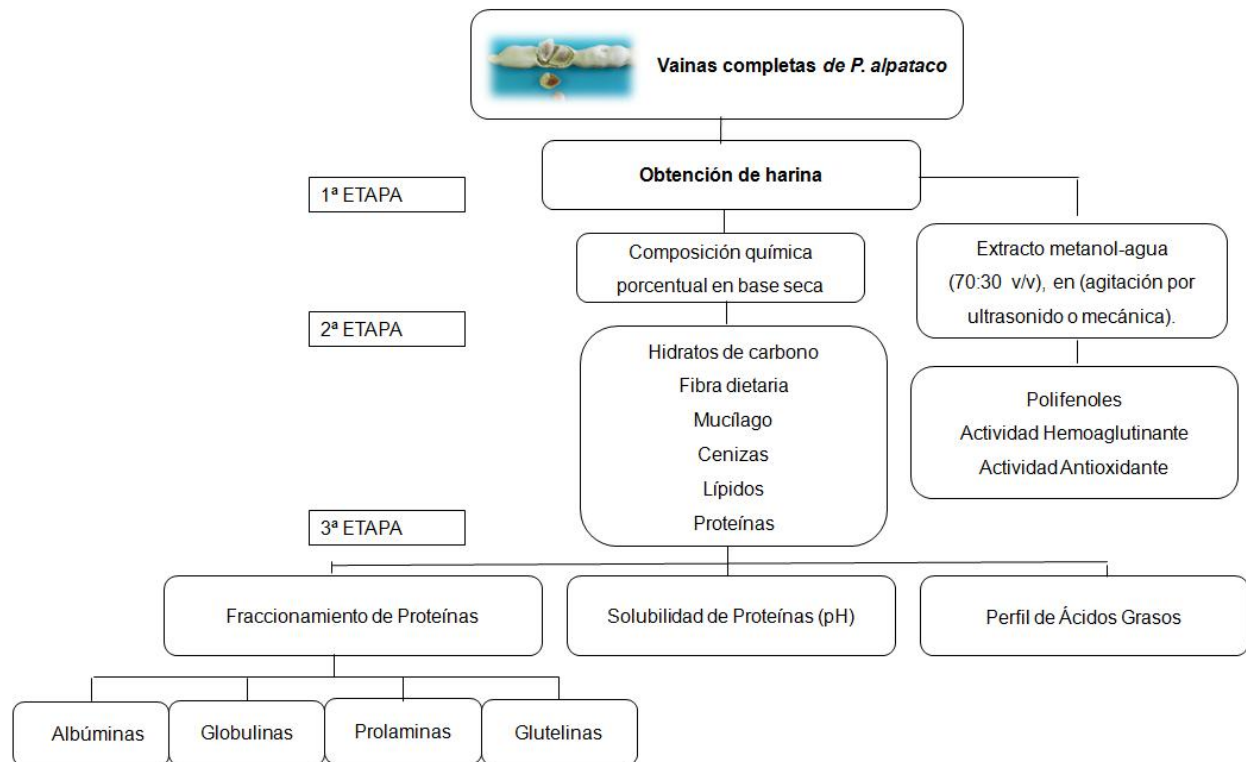 Vainas completas de P. alpataco
Obtención de harina
1ª ETAPA
Composición química
porcentual en base seca
Extracto metanol-agua
(70:30 v/v), en (agitación por
ultrasonido o mecánica).
2ª ETAPA
Hidratos de carbono
Fibra dietaria
Mucílago
Cenizas
Lípidos
Proteínas
Polifenoles
Actividad Hemoaglutinante
Actividad Antioxidante
3ª ETAPA
Fraccionamiento de Proteínas
Solubilidad de Proteínas (pH)
Perfil de Ácidos Grasos
Albúminas
Globulinas
Prolaminas
Glutelinas